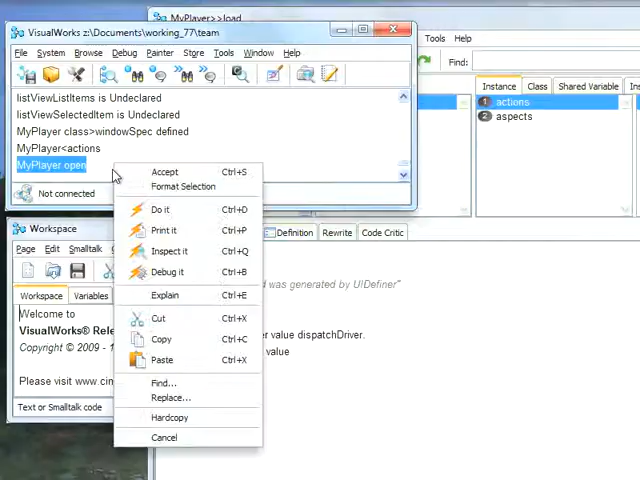 MyPlayer>>load
VisualWorks z:\Documents\working_77\team
File System Browse Debug Painter Store Tools Window Help
Tools Help
Find:
listViewListItems is Undeclared
listViewSelectedItem is Undeclared
MyPlayer class>windowSpec defined
MyPlayer<actions
MyPlayer open
Not connected
Instance Class Shared Variable
1 actions
2 aspects
Accept Ctrl+S
Format Selection
Do it Ctrl+D
Print it Ctrl+P
Inspect it Ctrl+Q
Debug it Ctrl+B
Explain Ctrl+E
Cut Ctrl+X
Copy Ctrl+C
Paste Ctrl+X
Find...
Replace...
Hardcopy
Cancel
Workspace
Page Edit Smalltalk
Workspace Variables
Welcome to
VisualWorks® Rel
Copyright © 2009 - 1
Please visit www.cin
Text or Smalltalk code
Definition Rewrite Code Critic
d was generated by UIDefiner"
r value dispatchDriver.
value